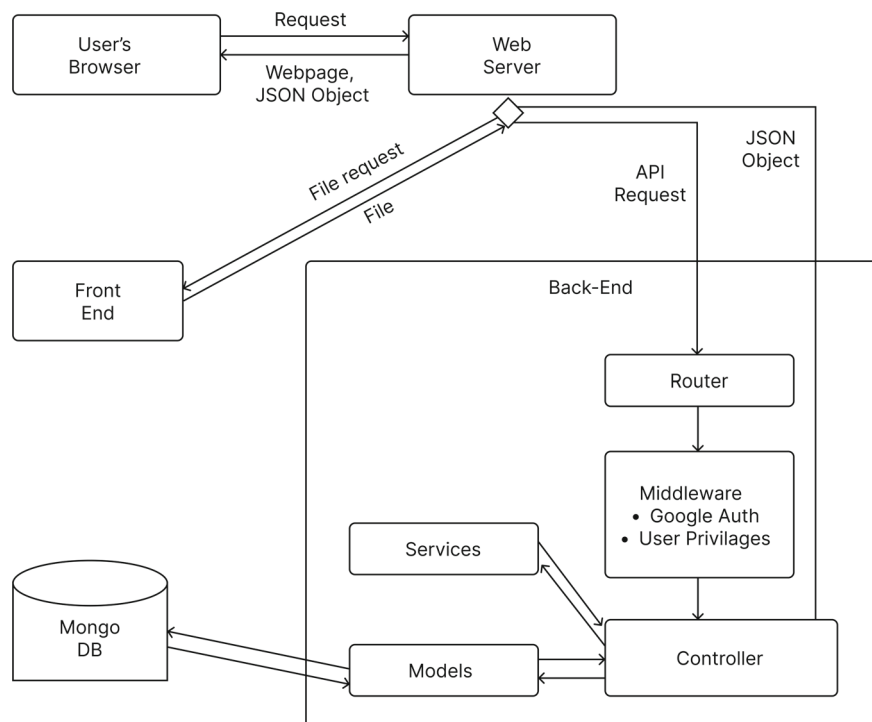 Request
User's
Browser
Web
Server
Webpage,
JSON Object
File request
File
JSON
Object
API
Request
Front
End
Back-End
Router
Middleware
• Google Auth
• User Privilages
Services
Mongo
DB
Models
Controller